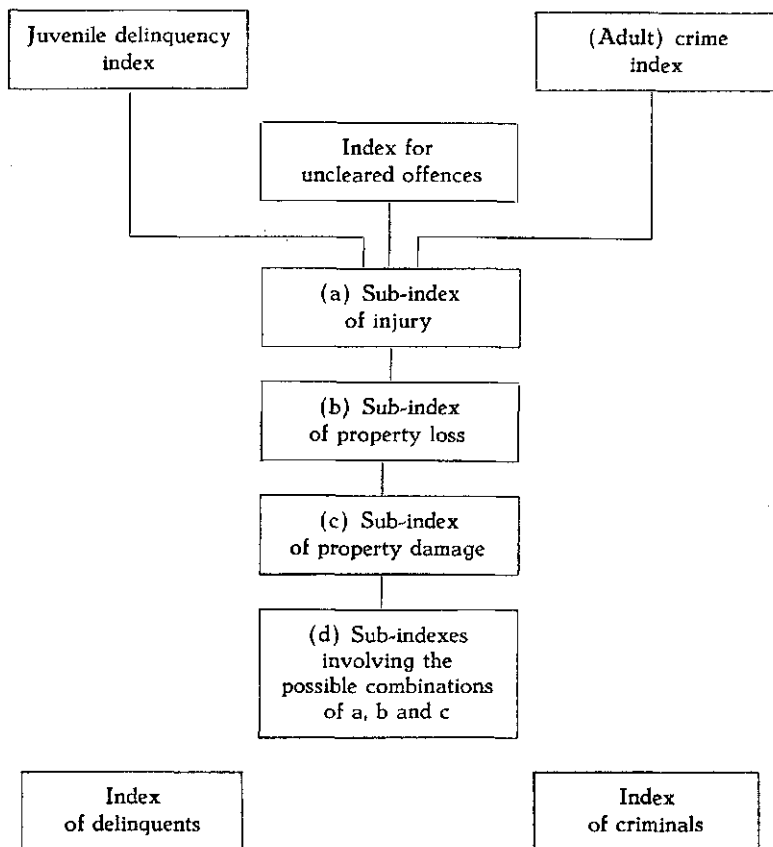 Juvenile delinquency
index
(Adult) crime
index
Index for
uncleared offences
(a) Sub-index
of injury
(b) Sub-index
of property loss
(c) Sub-index
of property damage
(d) Sub-indexes
involving the
possible combinations
of a, b and c
Index
of delinquents
Index
of criminals